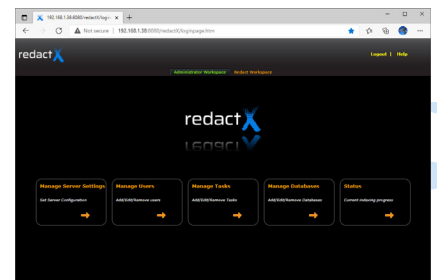 192.168.1.38:8080/redactX/login
Not secure | 192.168.1.38:8080/redactX/loginpage.htm
redactX
Logout | Help
Administrator Workspace Redact Workspace
redactX
Manage Server Settings
Set Server Configuration
Manage Users
Add/Edit/Remove users
Manage Tasks
Add/Edit/Remove Tasks
Manage Databases
Add/Edit/Remove Databases
Status
Current indexing progress